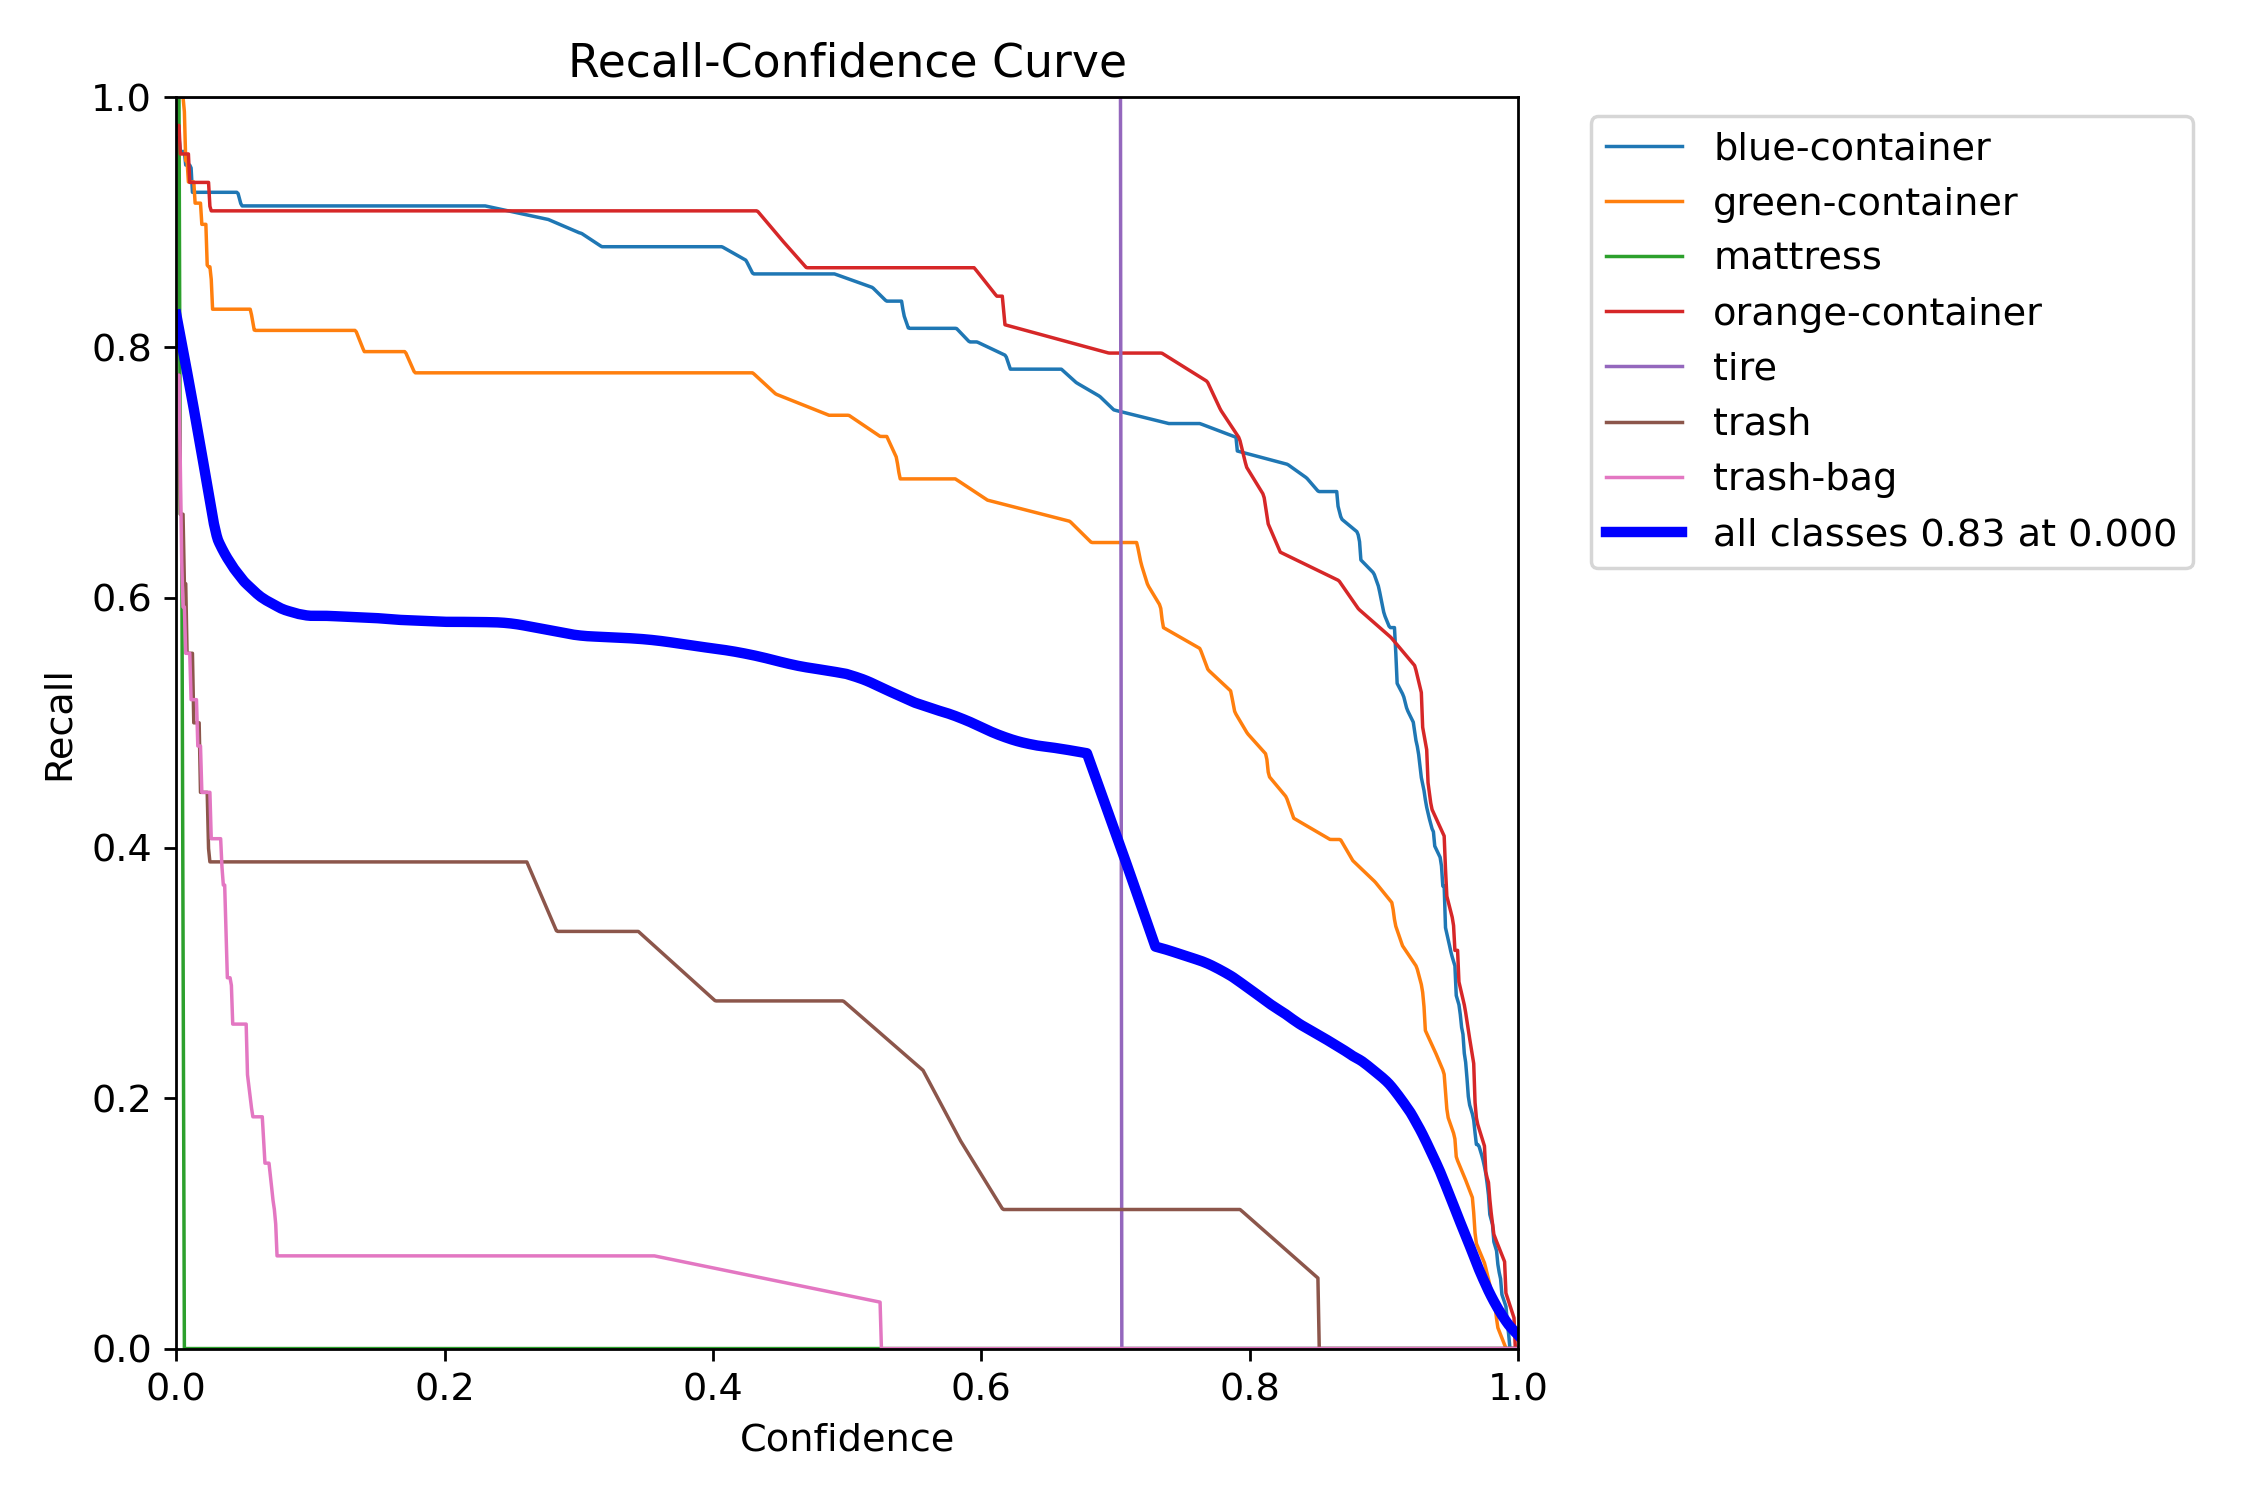 Recall-Confidence Curve
1.0
0.8
0.6
0.4
0.2
0.0
Recall
0.0 0.2 0.4 0.6 0.8 1.0
Confidence
blue-container
green-container
mattress
orange-container
tire
trash
trash-bag
all classes 0.83 at 0.000